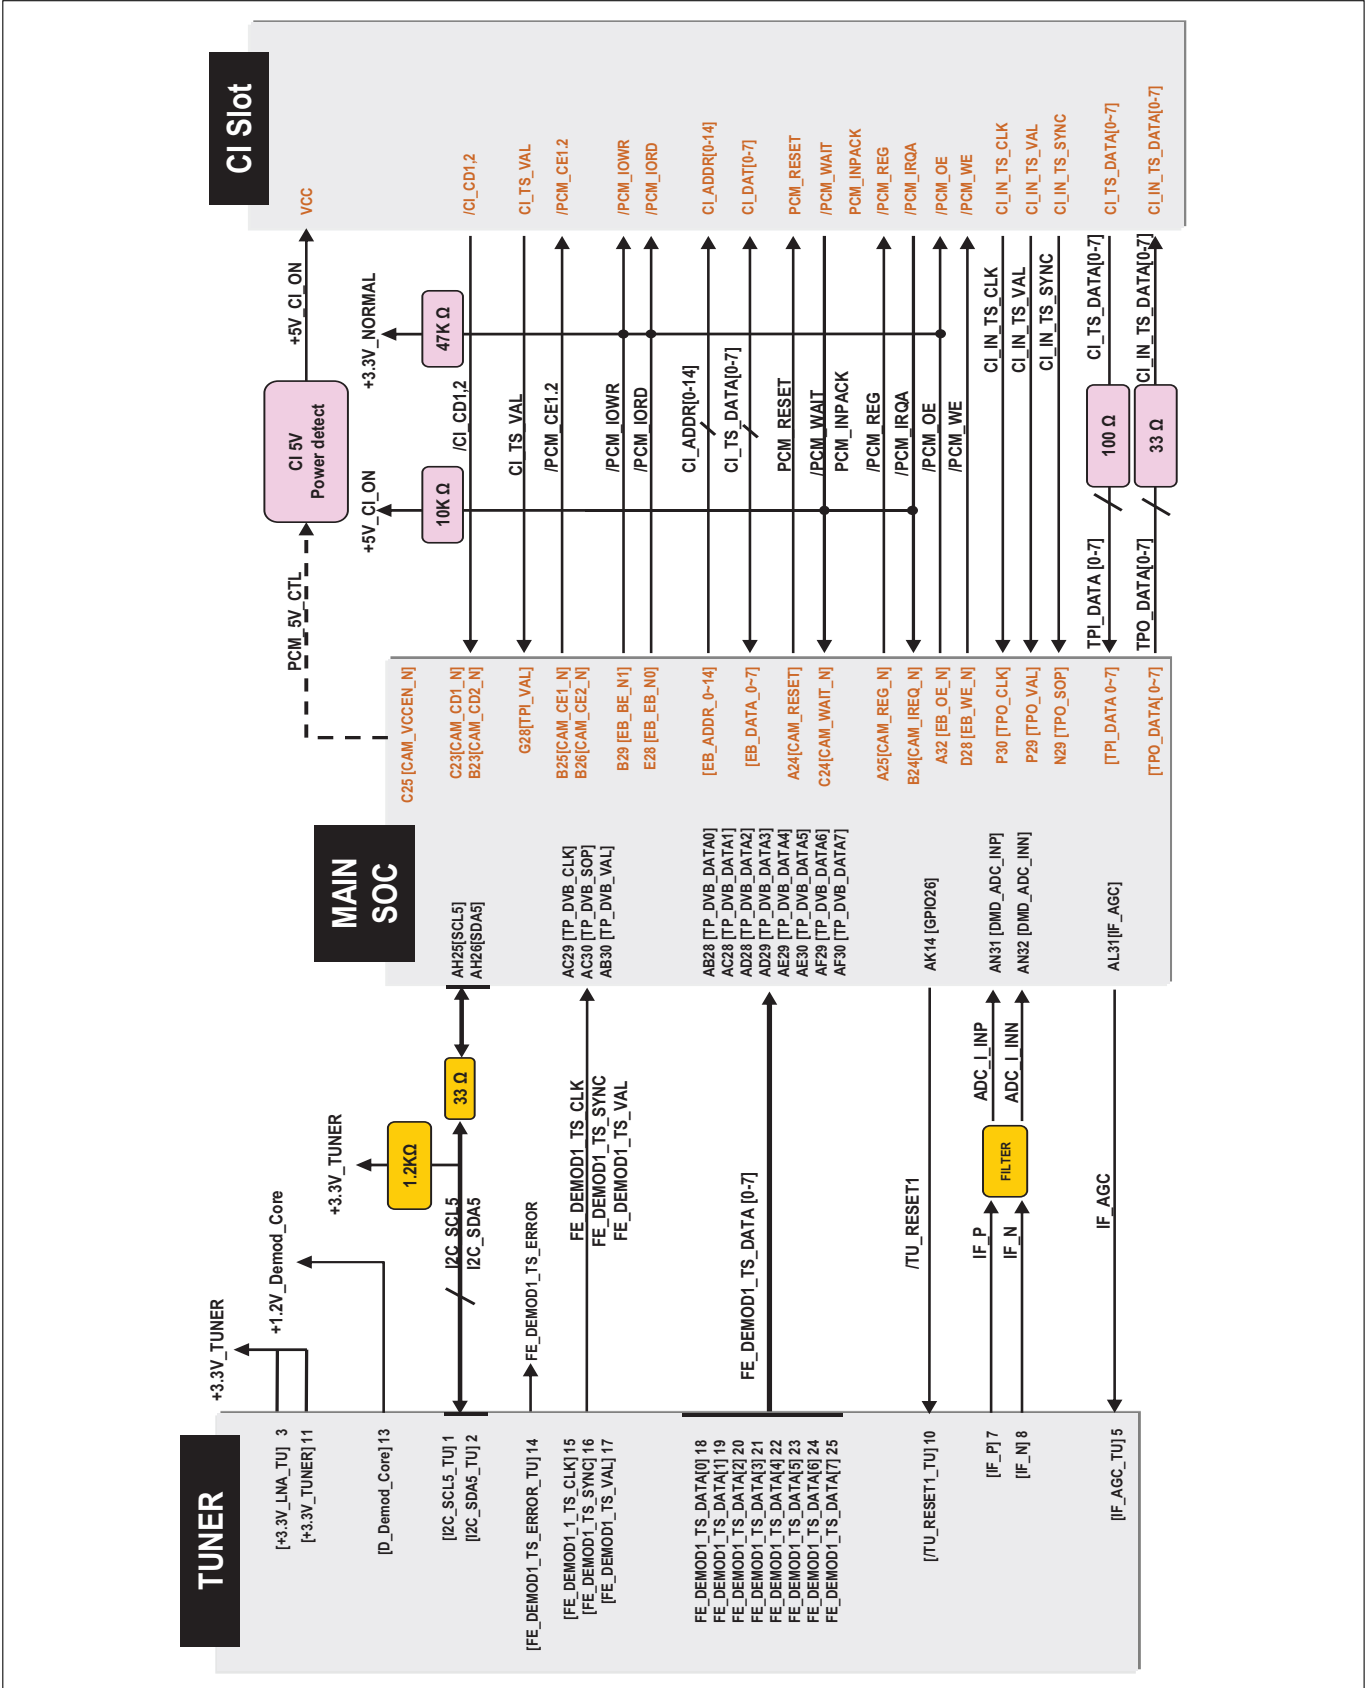 CI Slot
VCC
/CI_CD1,2
CI_TS_VAL
/PCM_CE1.2
/PCM_IOWR
/PCM_IORD
CI_ADDR[0-14]
CI_DAT[0-7]
PCM_RESET
/PCM_WAIT
PCM_INPACK
/PCM_REG
/PCM_IRQA
/PCM_OE
/PCM_WE
CI_IN_TS_CLK
CI_IN_TS_VAL
CI_IN_TS_SYNC
CI_TS_DATA[0~7]
CI_IN_TS_DATA[0-7]
+5V_CI_ON
+3.3V_NORMAL
47K Ω
CI 5V
Power detect
+5V_CI_ON
10K Ω
PCM_5V_CTL
/CI_CD1,2
CI_TS_VAL
/PCM_CE1.2
/PCM_IOWR
/PCM_IORD
CI_ADDR[0-14]
CI_TS_DATA[0-7]
PCM_RESET
/PCM_WAIT
PCM_INPACK
/PCM_REG
/PCM_IRQA
/PCM_OE
/PCM_WE
CI_IN_TS_CLK
CI_IN_TS_VAL
CI_IN_TS_SYNC
CI_TS_DATA[0-7]
CI_IN_TS_DATA[0-7]
100 Ω
33 Ω
TPI_DATA [0-7]
TPO_DATA[0-7]
MAIN
SOC
C25 [CAM_VCCEN_N]
C23[CAM_CD1_N]
B23[CAM_CD2_N]
G28[TPI_VAL]
B25[CAM_CE1_N]
B26[CAM_CE2_N]
B29 [EB_BE_N1]
E28 [EB_EB_N0]
[EB_ADDR_0~14]
[EB_DATA_0~7]
A24[CAM_RESET]
C24[CAM_WAIT_N]
A25[CAM_REG_N]
B24[CAM_IREQ_N]
A32 [EB_OE_N]
D28 [EB_WE_N]
P30 [TPO_CLK]
P29 [TPO_VAL]
N29 [TPO_SOP]
[TPI_DATA 0~7]
[TPO_DATA[ 0~7]
AH25[SCL5]
AH26[SDA5]
AC29 [TP_DVB_CLK]
AC30 [TP_DVB_SOP]
AB30 [TP_DVB_VAL]
AB28 [TP_DVB_DATA0]
AC28 [TP_DVB_DATA1]
AD28 [TP_DVB_DATA2]
AD29 [TP_DVB_DATA3]
AE29 [TP_DVB_DATA4]
AE30 [TP_DVB_DATA5]
AF29 [TP_DVB_DATA6]
AF30 [TP_DVB_DATA7]
AK14 [GPIO26]
AN31 [DMD_ADC_INP]
AN32 [DMD_ADC_INN]
AL31[IF_AGC]
+3.3V_TUNER
1.2KΩ
33 Ω
I2C_SCL5
I2C_SDA5
+3.3V_TUNER
+1.2V_Demod_Core
FE_DEMOD1_TS_ERROR
FE_DEMOD1_TS_CLK
FE_DEMOD1_TS_SYNC
FE_DEMOD1_TS_VAL
FE_DEMOD1_TS_DATA [0-7]
/TU_RESET1
ADC_I_INP
ADC_I_INN
FILTER
IF_P
IF_N
IF_AGC
TUNER
[+3.3V_LNA_TU] 3
[+3.3V_TUNER] 11
[D_Demod_Core] 13
[I2C_SCL5_TU] 1
[I2C_SDA5_TU] 2
[FE_DEMOD1_TS_ERROR_TU] 14
[FE_DEMOD1_1_TS_CLK] 15
[FE_DEMOD1_TS_SYNC] 16
[FE_DEMOD1_TS_VAL] 17
FE_DEMOD1_TS_DATA[0] 18
FE_DEMOD1_TS_DATA[1] 19
FE_DEMOD1_TS_DATA[2] 20
FE_DEMOD1_TS_DATA[3] 21
FE_DEMOD1_TS_DATA[4] 22
FE_DEMOD1_TS_DATA[5] 23
FE_DEMOD1_TS_DATA[6] 24
FE_DEMOD1_TS_DATA[7] 25
[/TU_RESET1_TU] 10
[IF_P] 7
[IF_N] 8
[IF_AGC_TU] 5